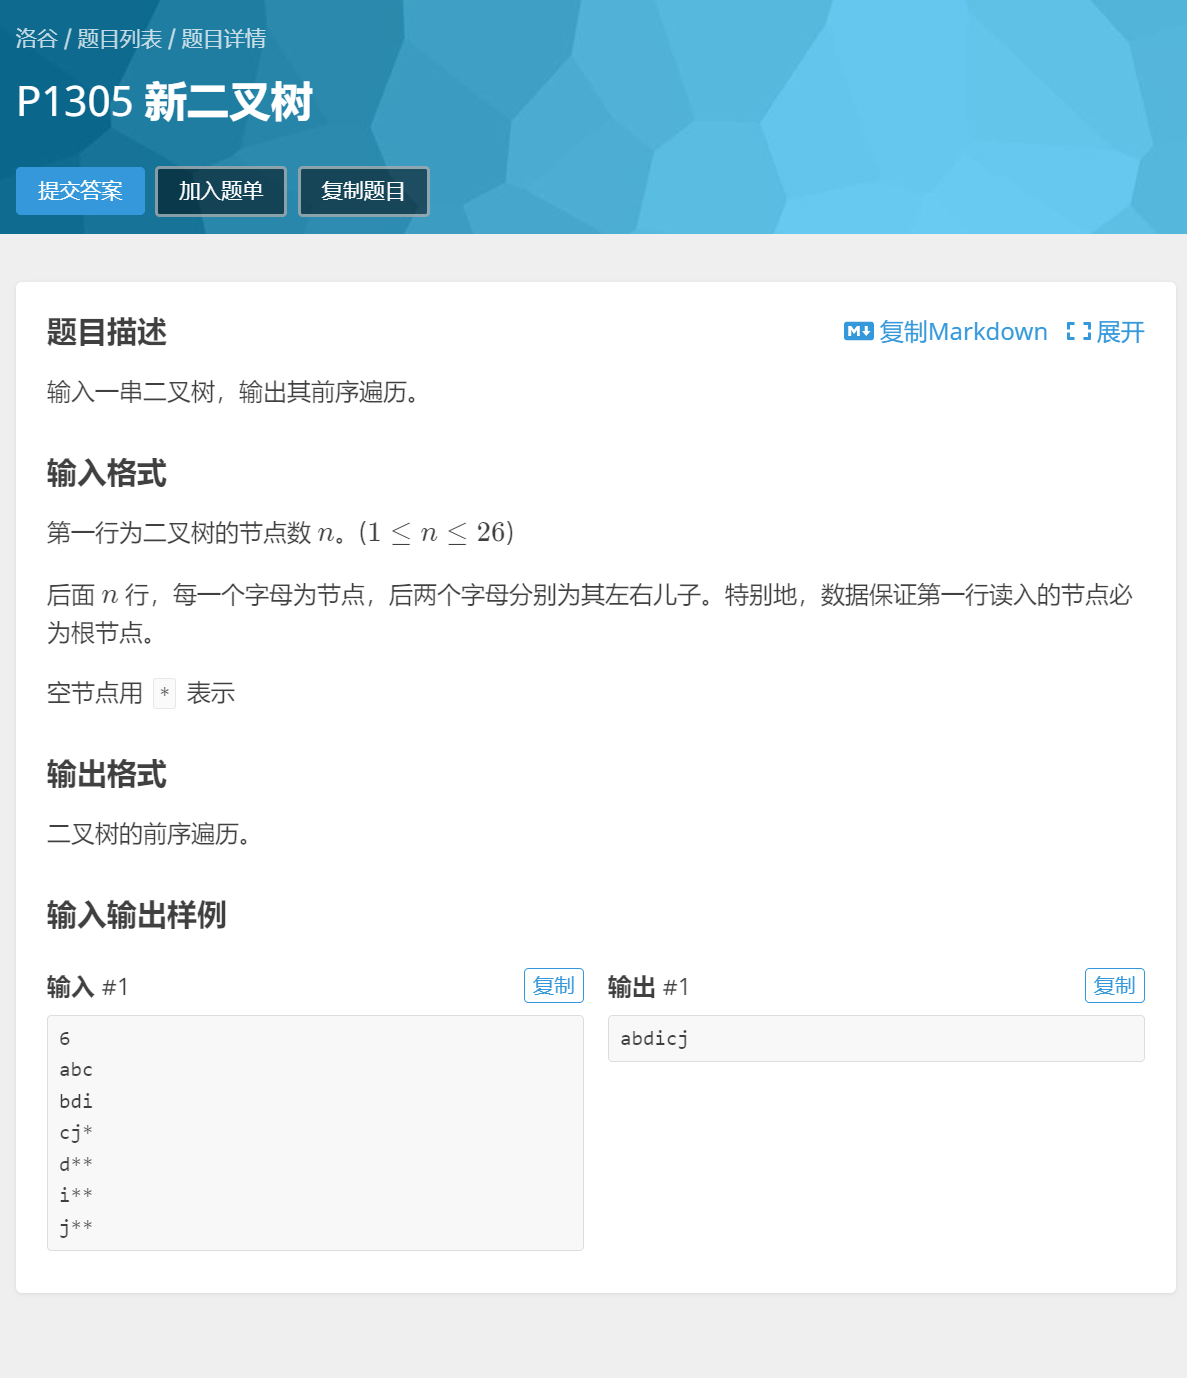 洛谷 / 题目列表 / 题目详情
P1305 新二叉树
提交答案 加入题单 复制题目
题目描述 复制Markdown 展开
输入一串二叉树，输出其前序遍历。
输入格式
第一行为二叉树的节点数 n。(1 ≤ n ≤ 26)
后面 n 行，每一个字母为节点，后两个字母分别为其左右儿子。特别地，数据保证第一行读入的节点必
为根节点。
空节点用 * 表示
输出格式
二叉树的前序遍历。
输入输出样例
输入 #1 复制
6
abc
bdi
cj*
d**
i**
j**
输出 #1 复制
abdicj